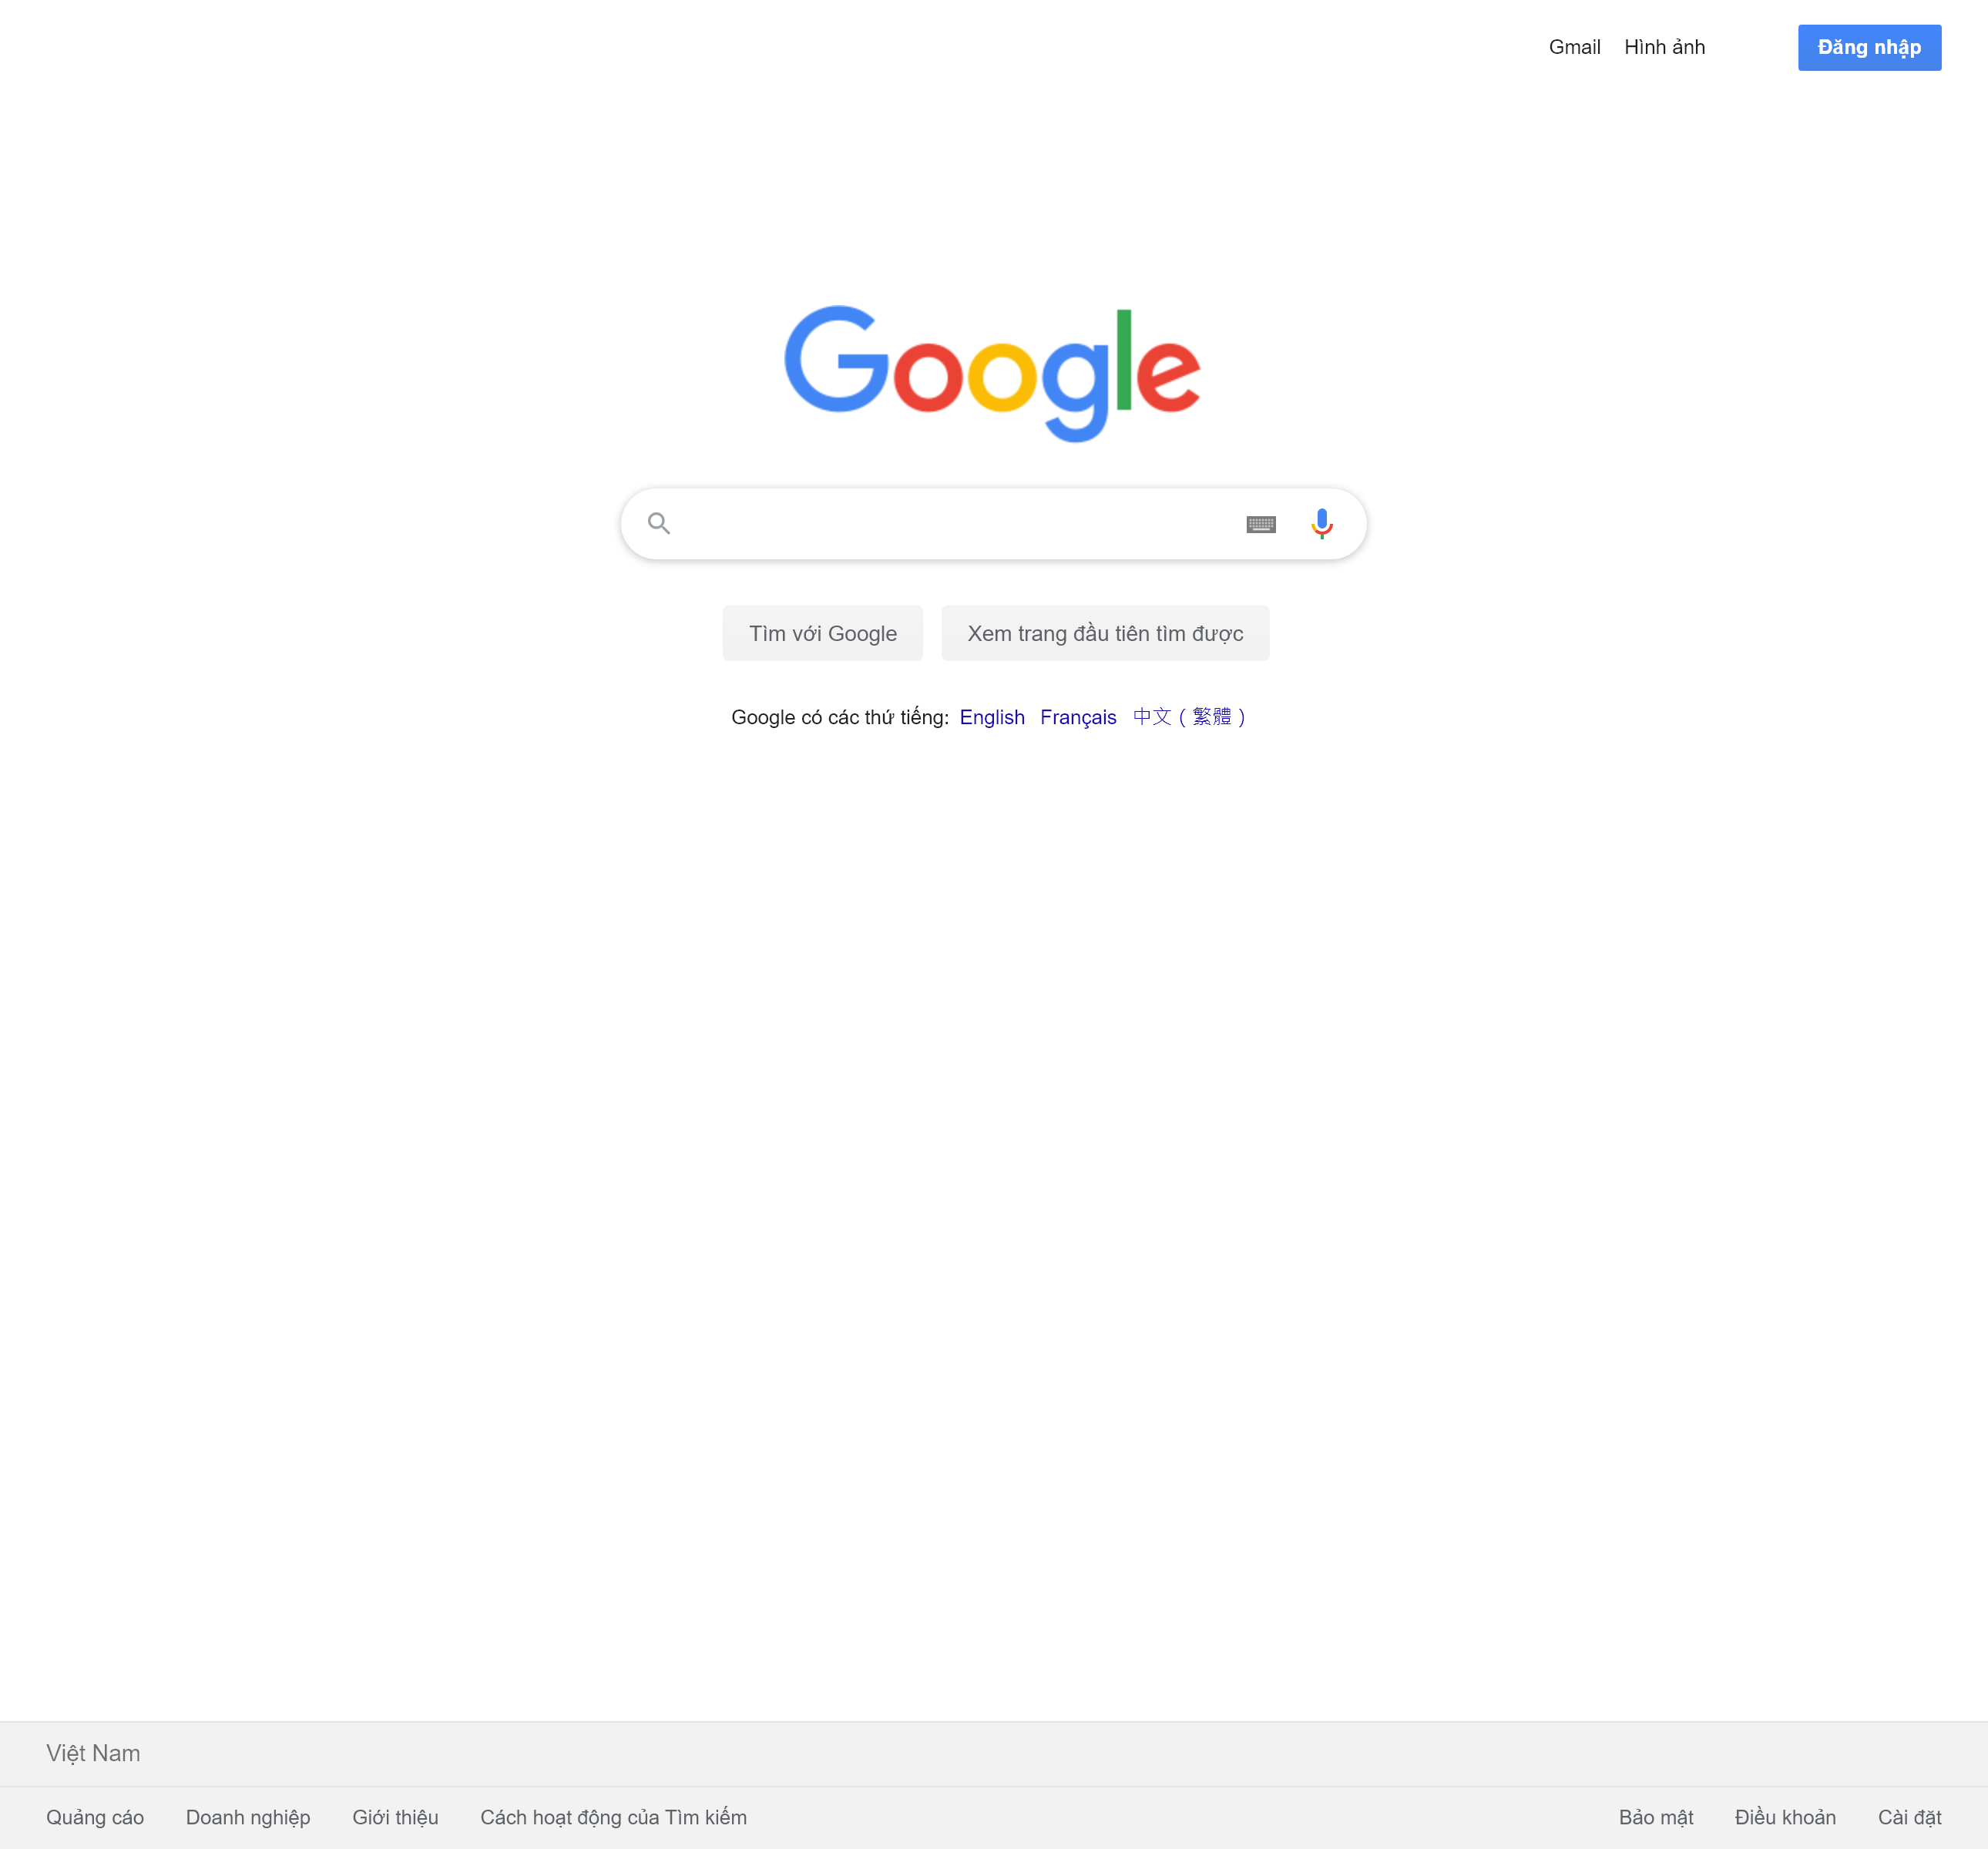 Gmail Hình ảnh Đăng nhập
Google
Tìm với Google Xem trang đầu tiên tìm được
Google có các thứ tiếng: English Français 中文（繁體）
Việt Nam
Quảng cáo Doanh nghiệp Giới thiệu Cách hoạt động của Tìm kiếm Bảo mật Điều khoản Cài đặt